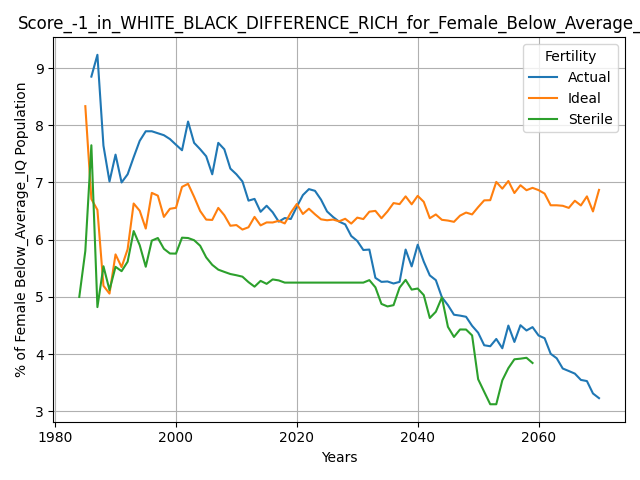 Score_-1_in_WHITE_BLACK_DIFFERENCE_RICH_for_Female_Below_Average_
% of Female Below_Average_IQ Population
9
8
7
6
5
4
3
Fertility
Actual
Ideal
Sterile
1980
2000
2020
2040
2060
Years